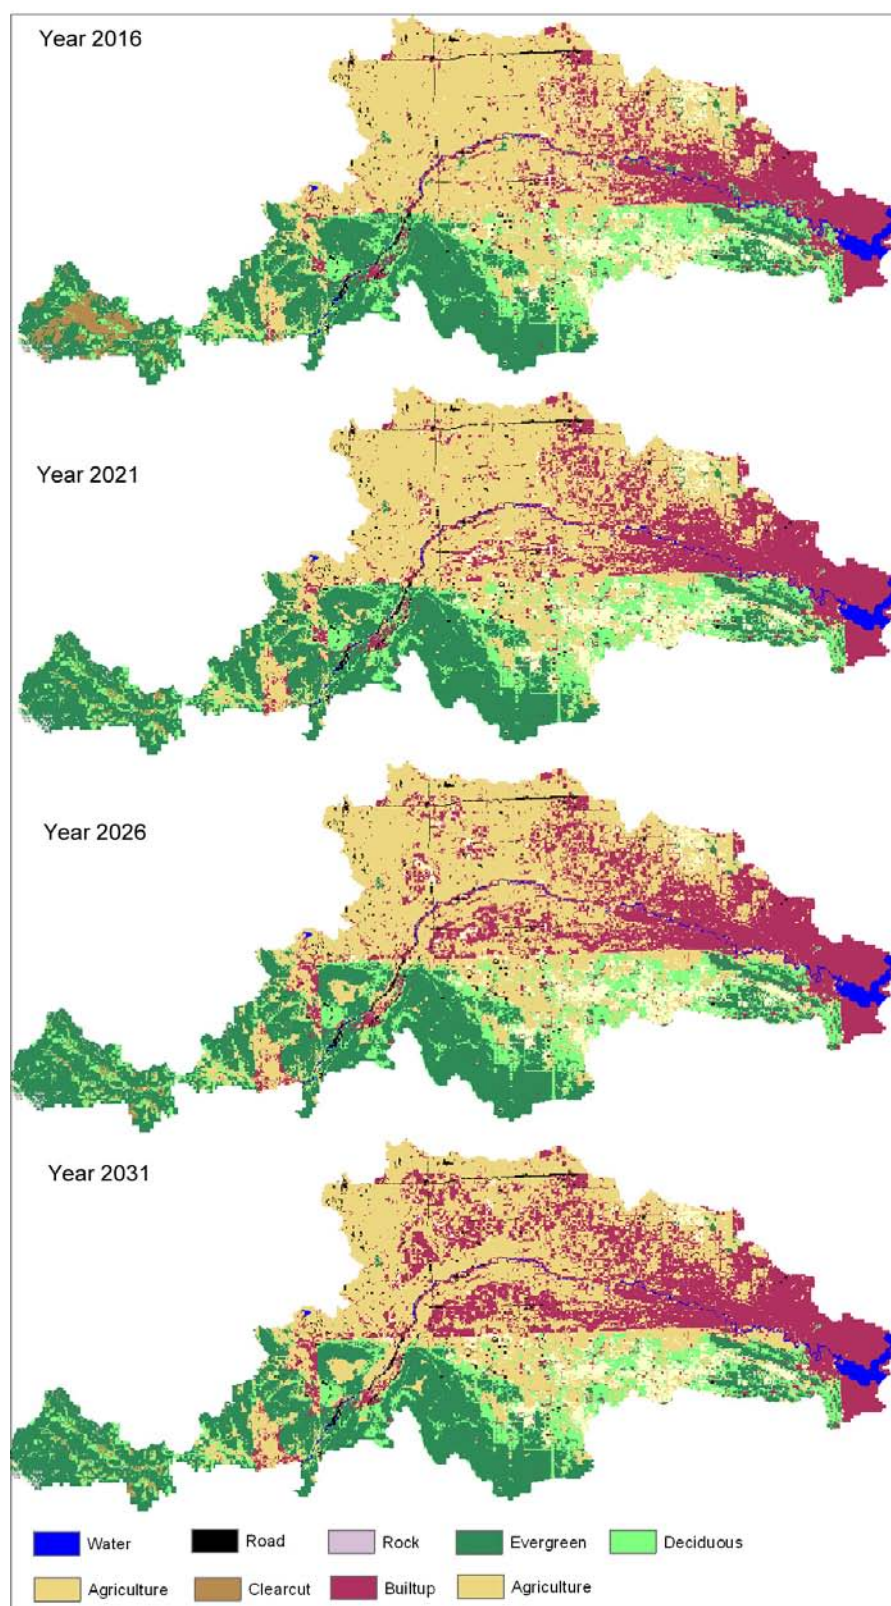 Year 2016
Year 2021
Year 2026
Year 2031
Water Road Rock Evergreen Deciduous
Agriculture Clearcut Builtup Agriculture